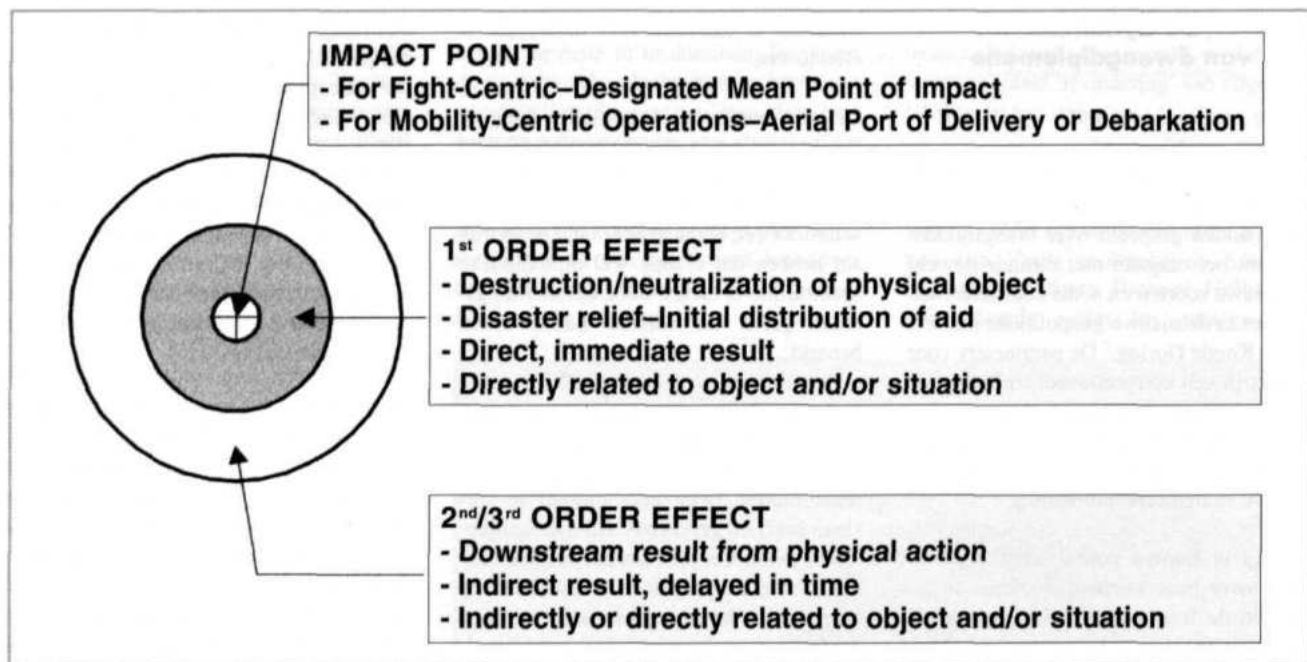 IMPACT POINT
- For Fight-Centric–Designated Mean Point of Impact
- For Mobility-Centric Operations–Aerial Port of Delivery or Debarkation
1st ORDER EFFECT
- Destruction/neutralization of physical object
- Disaster relief–Initial distribution of aid
- Direct, immediate result
- Directly related to object and/or situation
2nd/3rd ORDER EFFECT
- Downstream result from physical action
- Indirect result, delayed in time
- Indirectly or directly related to object and/or situation